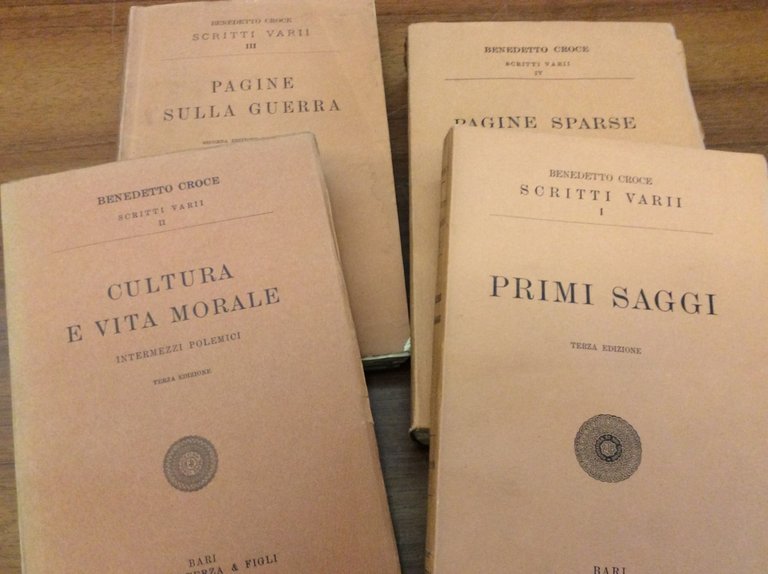 BENEDETTO CROCE
SCRITTI VARII
III
PAGINE
SULLA GUERRA
SECONDA EDIZIONE
BENEDETTO CROCE
SCRITTI VARII
IV
PAGINE SPARSE
BENEDETTO CROCE
SCRITTI VARII
II
CULTURA
E VITA MORALE
INTERMEZZI POLEMICI
TERZA EDIZIONE
BARI
& FIGLI
BENEDETTO CROCE
SCRITTI VARII
I
PRIMI SAGGI
TERZA EDIZIONE
BARI